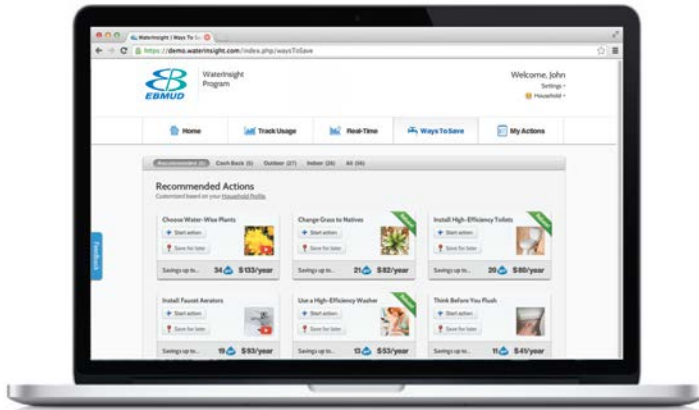 WaterInsight | Ways To Sa
https://demo.waterinsight.com/index.php/waysToSave
EBMUD
WaterInsight
Program
Welcome, John
Settings
Household
Home
Track Usage
Real-Time
Ways To Save
My Actions
Recommended (6) Cash Back (5) Outdoor (27) Indoor (28)
Recommended Actions
Customized based on your Household Profile.
Choose Water-Wise Plants
Start action
Save for later
Savings up to... 34 $133/year
Change Grass to Natives
Rebate!
Start action
Save for later
Savings up to... 21 $82/year
Install High-Efficiency Toilets
Rebate!
Start action
Save for later
Savings up to... 20 $80/year
Install Faucet Aerators
Start action
Save for later
Savings up to... 19 $93/year
Use a High-Efficiency Washer
Rebate!
Start action
Save for later
Savings up to... 13 $53/year
Think Before You Flush
Start action
Save for later
Savings up to... 11 $41/year
Feedback